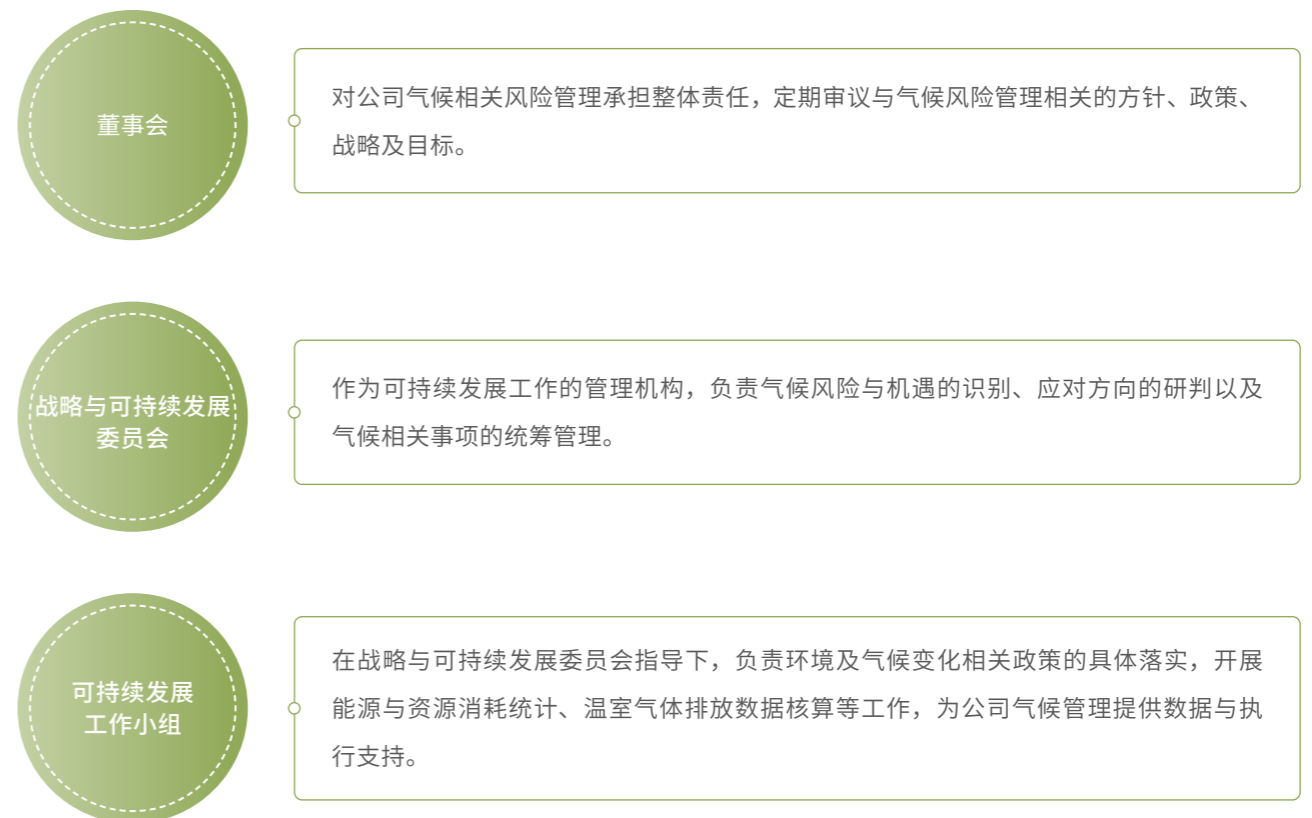 董事会
对公司气候相关风险管理承担整体责任，定期审议与气候风险管理相关的方针、政策、
战略及目标。
战略与可持续发展
委员会
作为可持续发展工作的管理机构，负责气候风险与机遇的识别、应对方向的研判以及
气候相关事项的统筹管理。
可持续发展
工作小组
在战略与可持续发展委员会指导下，负责环境及气候变化相关政策的具体落实，开展
能源与资源消耗统计、温室气体排放数据核算等工作，为公司气候管理提供数据与执
行支持。